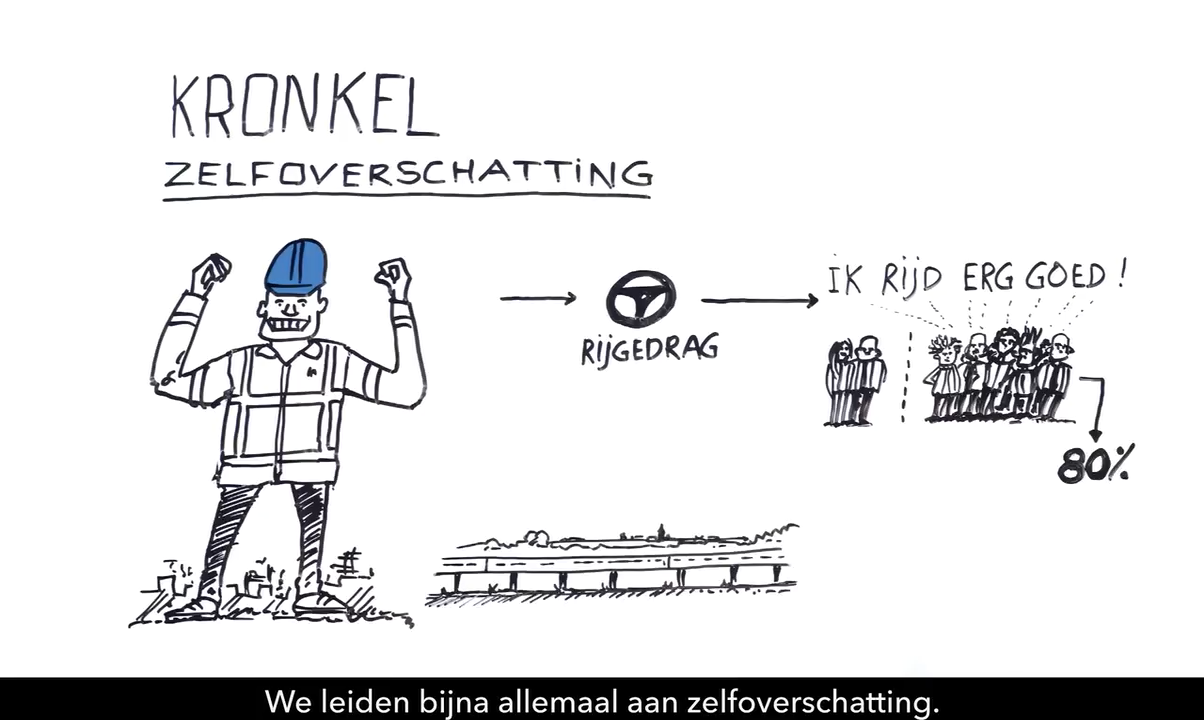 KRONKEL
ZELFOVERSCHATTING
IK RIJD ERG GOED!
RIJGEDRAG
80%
We leiden bijna allemaal aan zelfoverschatting.